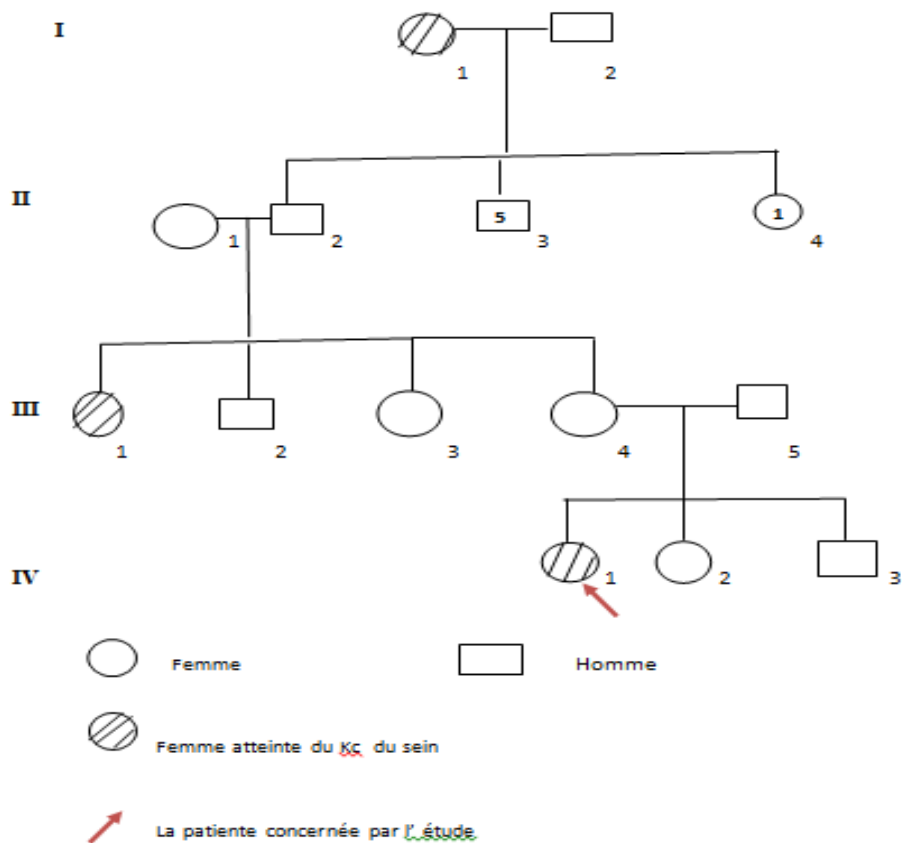 I
1 2
II
5 1
1 2 3 4
III
1 2 3 4 5
IV
1 2 3
Femme Homme
Femme atteinte du Kc du sein
La patiente concernée par l' étude